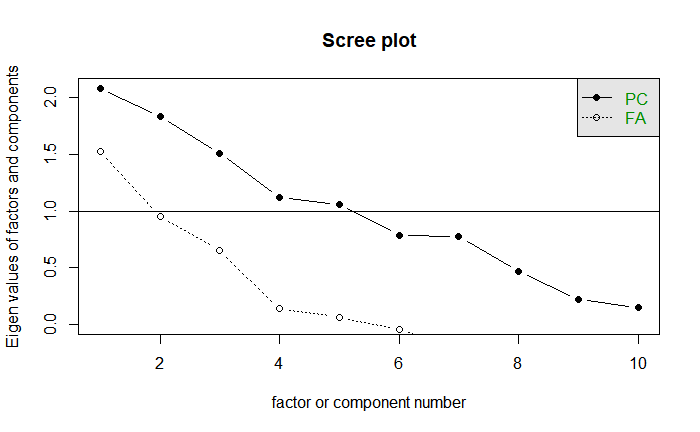 Scree plot
Eigen values of factors and components
2.0
1.5
1.0
0.5
0.0
PC
FA
2
4
6
8
10
factor or component number